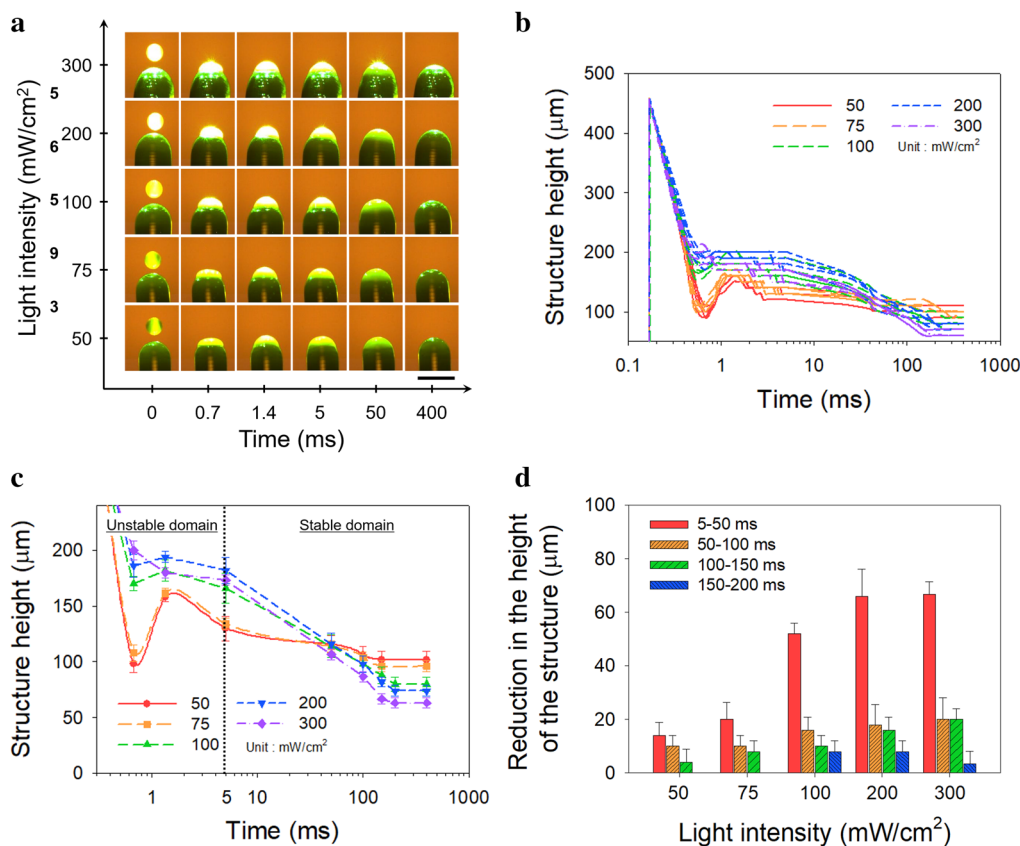 a
Light intensity (mW/cm²)
300
200
100
75
50
5
6
5
9
3
0 0.7 1.4 5 50 400
Time (ms)
b
Structure height (μm)
500
400
300
200
100
0.1 1 10 100 1000
Time (ms)
50 200
75 300
100 Unit : mW/cm²
c
Structure height (μm)
200
150
100
50
0
Unstable domain Stable domain
50 200
75 300
100 Unit : mW/cm²
1 5 10 100 1000
Time (ms)
d
Reduction in the height
of the structure (μm)
100
80
60
40
20
0
5-50 ms
50-100 ms
100-150 ms
150-200 ms
50 75 100 200 300
Light intensity (mW/cm²)